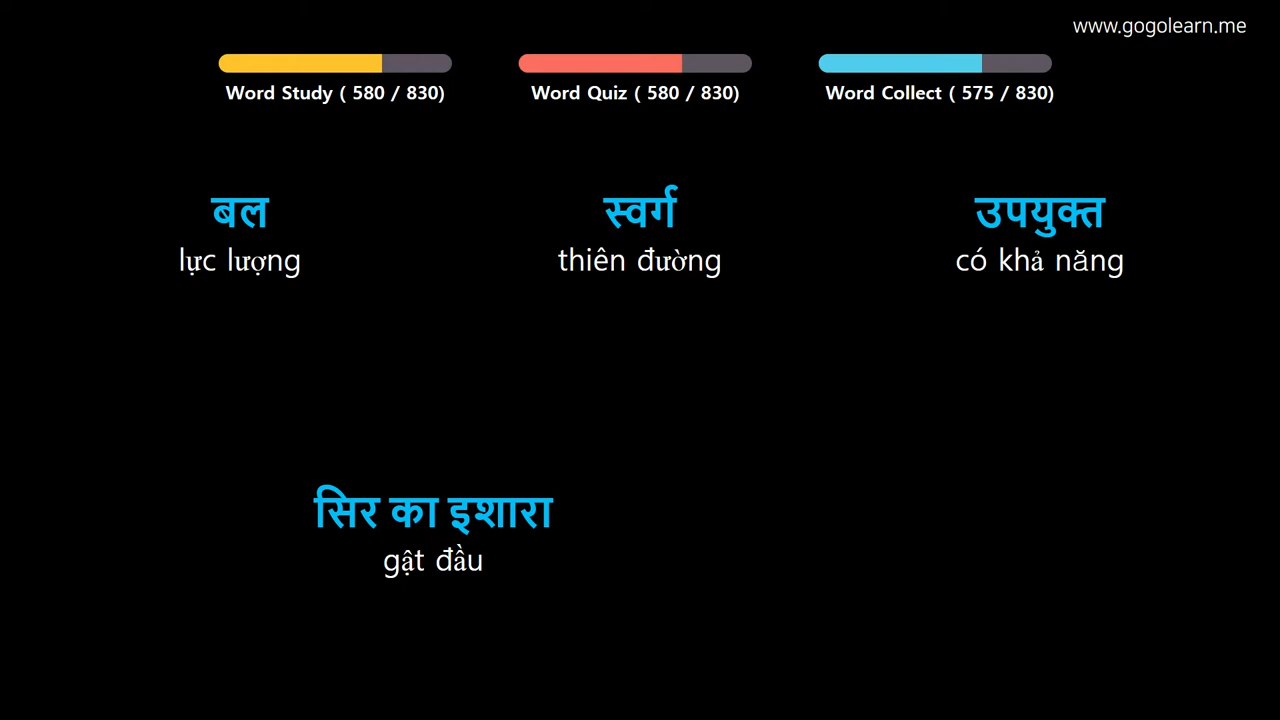 www.gogolearn.me
Word Study ( 580 / 830)
Word Quiz ( 580 / 830)
Word Collect ( 575 / 830)
बल
lực lượng
स्वर्ग
thiên đường
उपयुक्त
có khả năng
सिर का इशारा
gật đầu